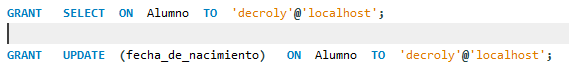 GRANT SELECT ON Alumno TO 'decroly'@'localhost';
GRANT UPDATE (fecha_de_nacimiento) ON Alumno TO 'decroly'@'localhost';